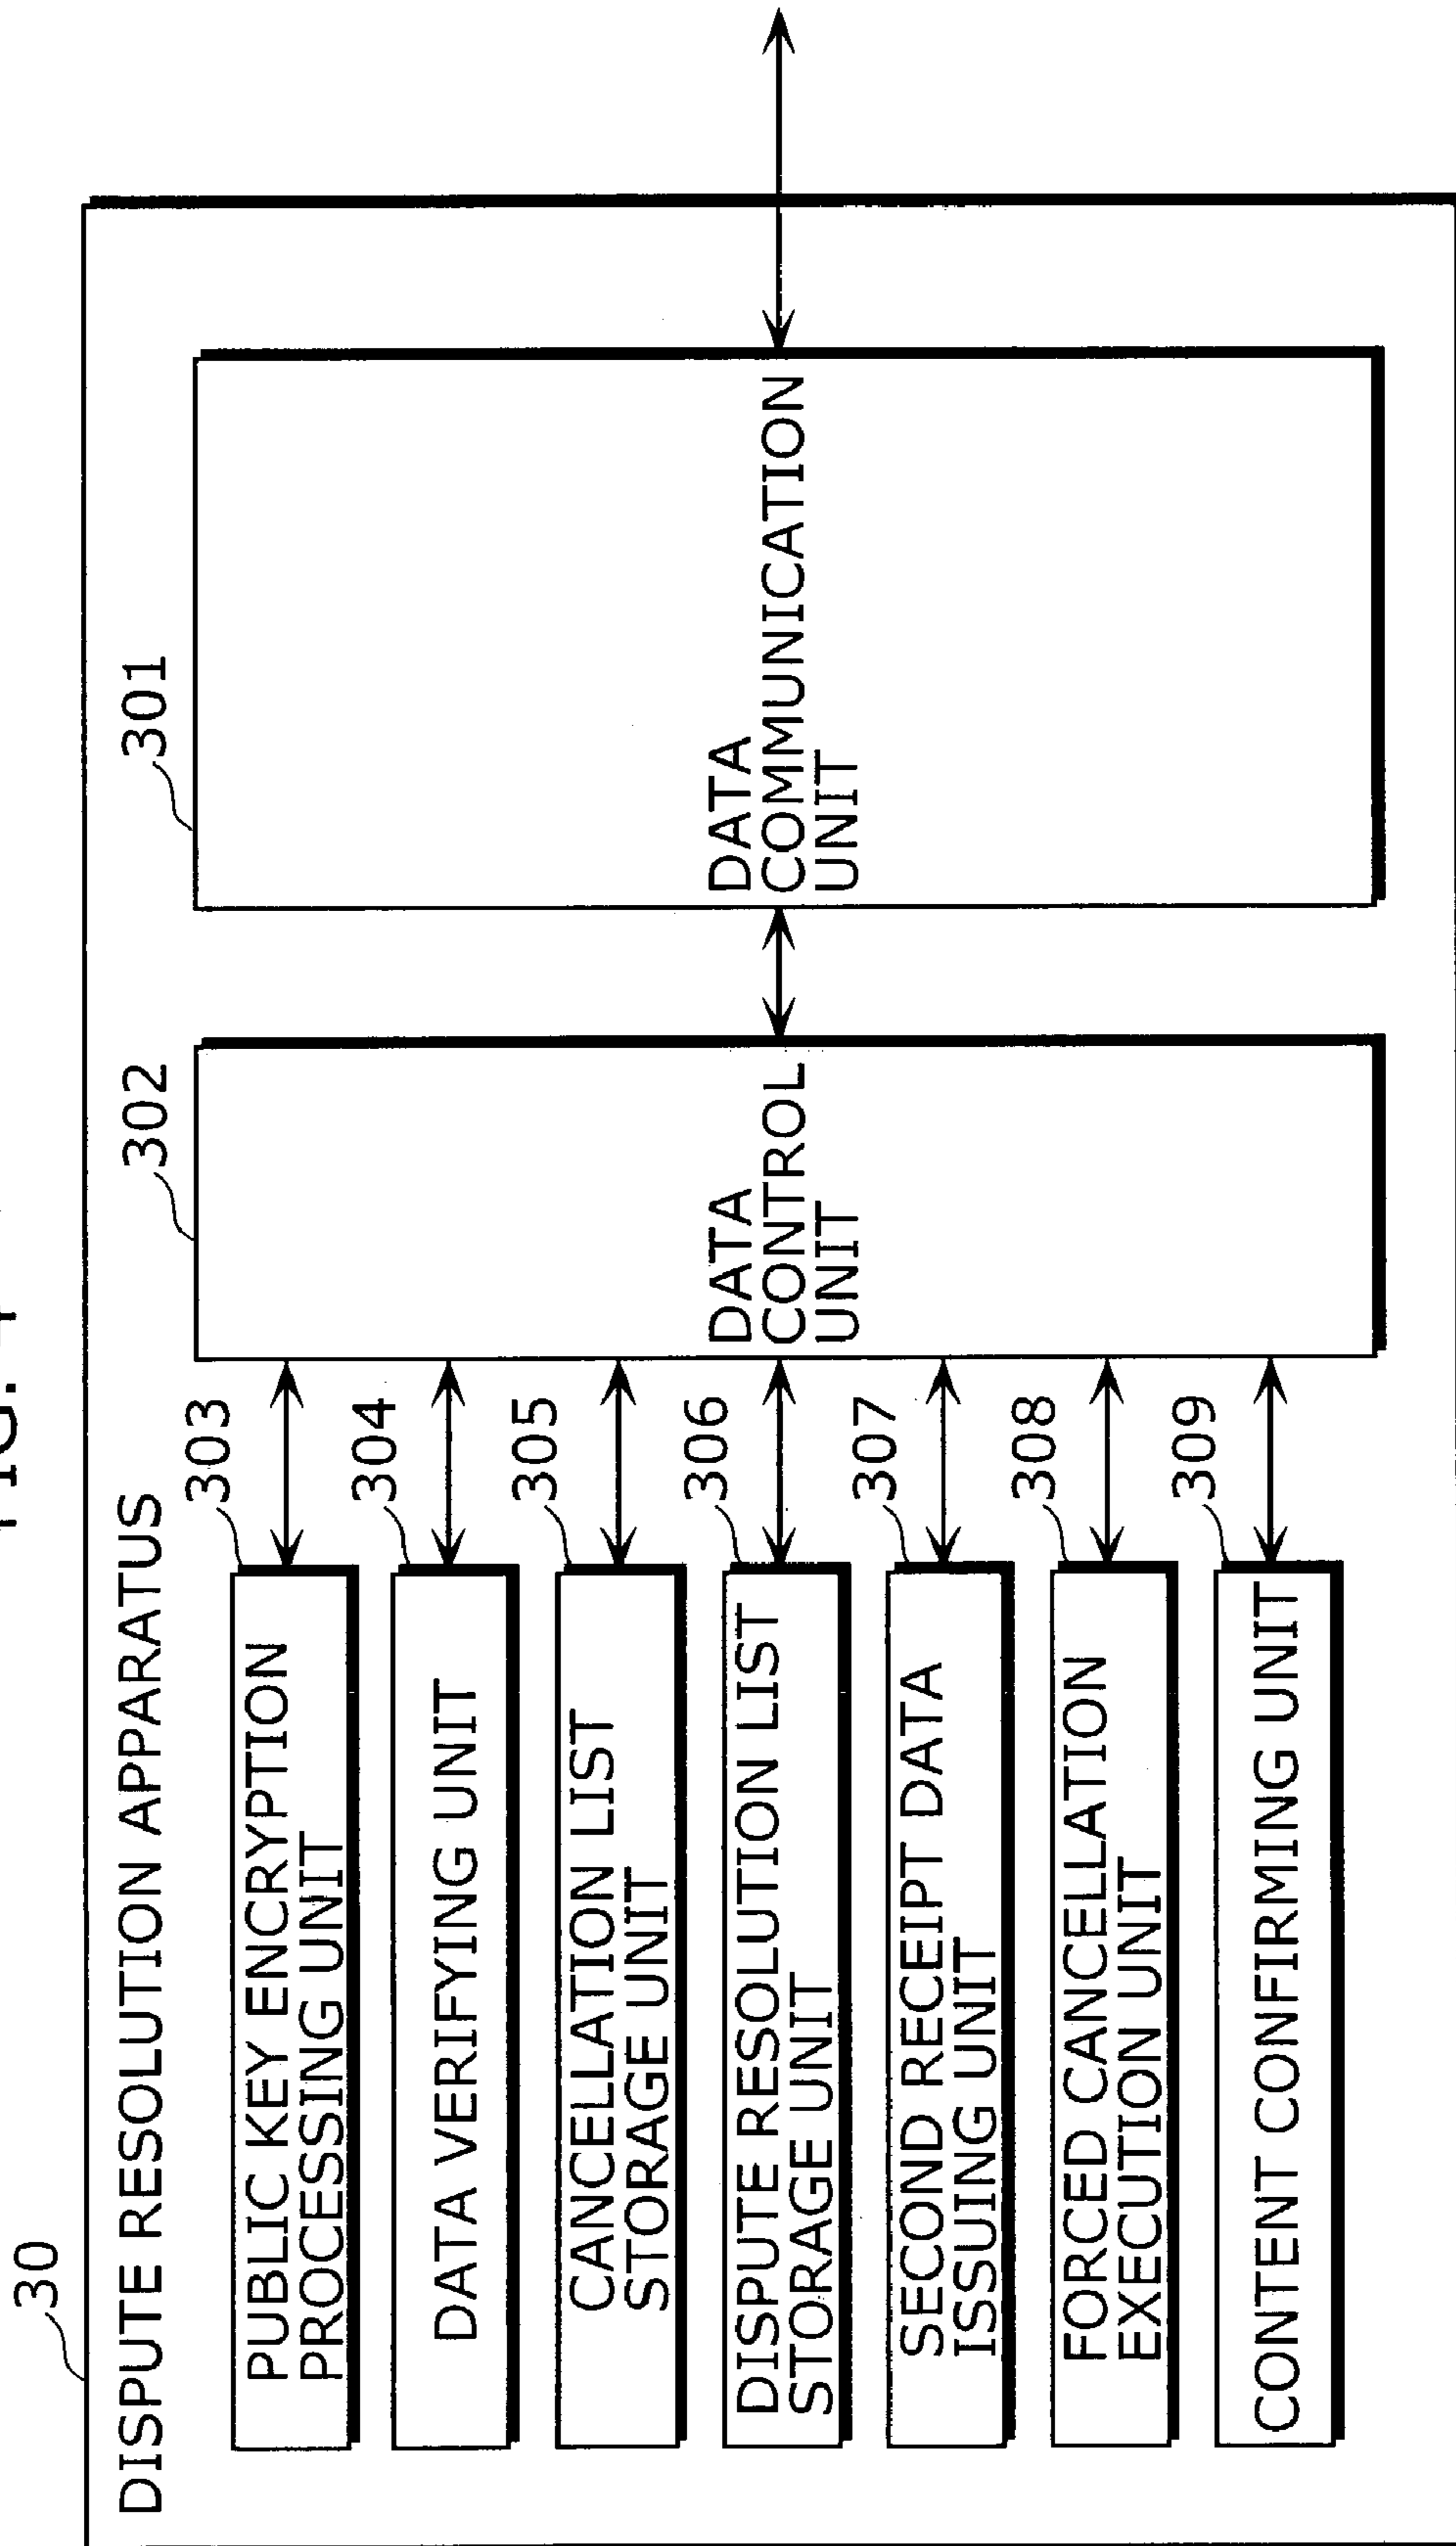 30
DISPUTE RESOLUTION APPARATUS
303
PUBLIC KEY ENCRYPTION
PROCESSING UNIT
304
DATA VERIFYING UNIT
305
CANCELLATION LIST
STORAGE UNIT
306
DISPUTE RESOLUTION LIST
STORAGE UNIT
307
SECOND RECEIPT DATA
ISSUING UNIT
308
FORCED CANCELLATION
EXECUTION UNIT
309
CONTENT CONFIRMING UNIT
302
DATA
CONTROL
UNIT
301
DATA
COMMUNICATION
UNIT